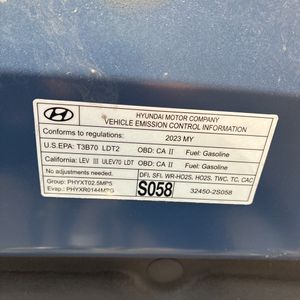 HYUNDAI MOTOR COMPANY
VEHICLE EMISSION CONTROL INFORMATION
Conforms to regulations: 2023 MY
U.S.EPA: T3B70 LDT2 OBD: CA II Fuel: Gasoline
California: LEV III ULEV70 LDT OBD: CA II Fuel: Gasoline
No adjustments needed. DFI, SFI, WR-HO2S, HO2S, TWC, TC, CAC
Group: PHYXT02.5MP5 S058 32450-2S058
Evap.: PHYXR0144MPG